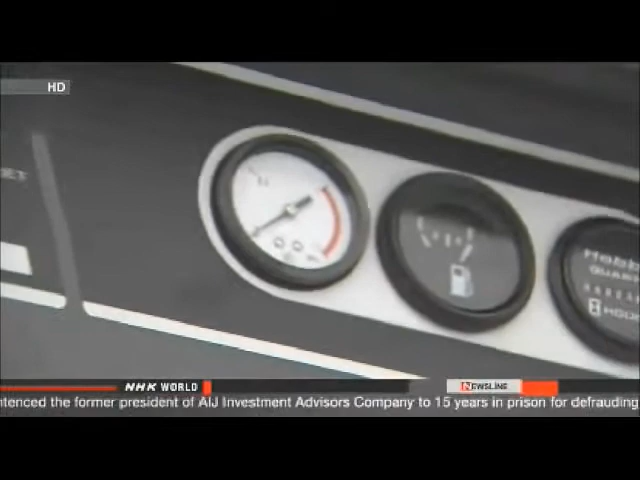 HD
QUAR
NHK WORLD
NEWSLINE
ntenced the former president of AIJ Investment Advisors Company to 15 years in prison for defrauding